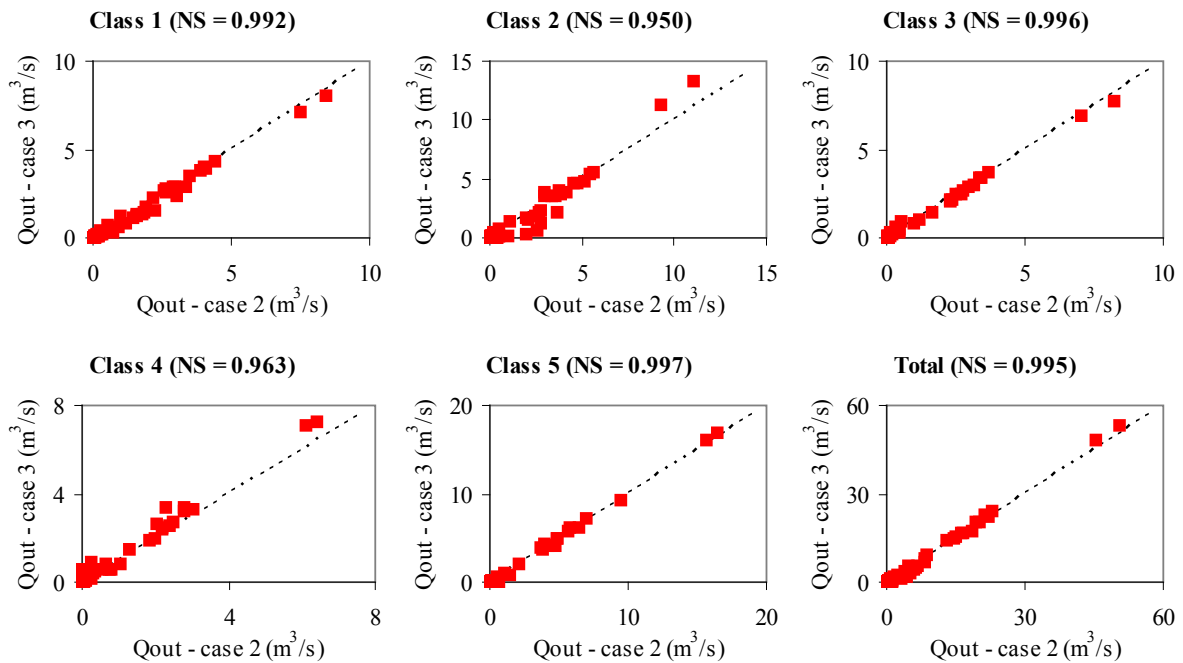 Class 1 (NS = 0.992)
Qout - case 3 (m³/s)
10
5
0
0 5 10
Qout - case 2 (m³/s)
Class 2 (NS = 0.950)
Qout - case 3 (m³/s)
15
10
5
0
0 5 10 15
Qout - case 2 (m³/s)
Class 3 (NS = 0.996)
Qout - case 3 (m³/s)
10
5
0
0 5 10
Qout - case 2 (m³/s)
Class 4 (NS = 0.963)
Qout - case 3 (m³/s)
8
4
0
0 4 8
Qout - case 2 (m³/s)
Class 5 (NS = 0.997)
Qout - case 3 (m³/s)
20
10
0
0 10 20
Qout - case 2 (m³/s)
Total (NS = 0.995)
Qout - case 3 (m³/s)
60
30
0
0 30 60
Qout - case 2 (m³/s)